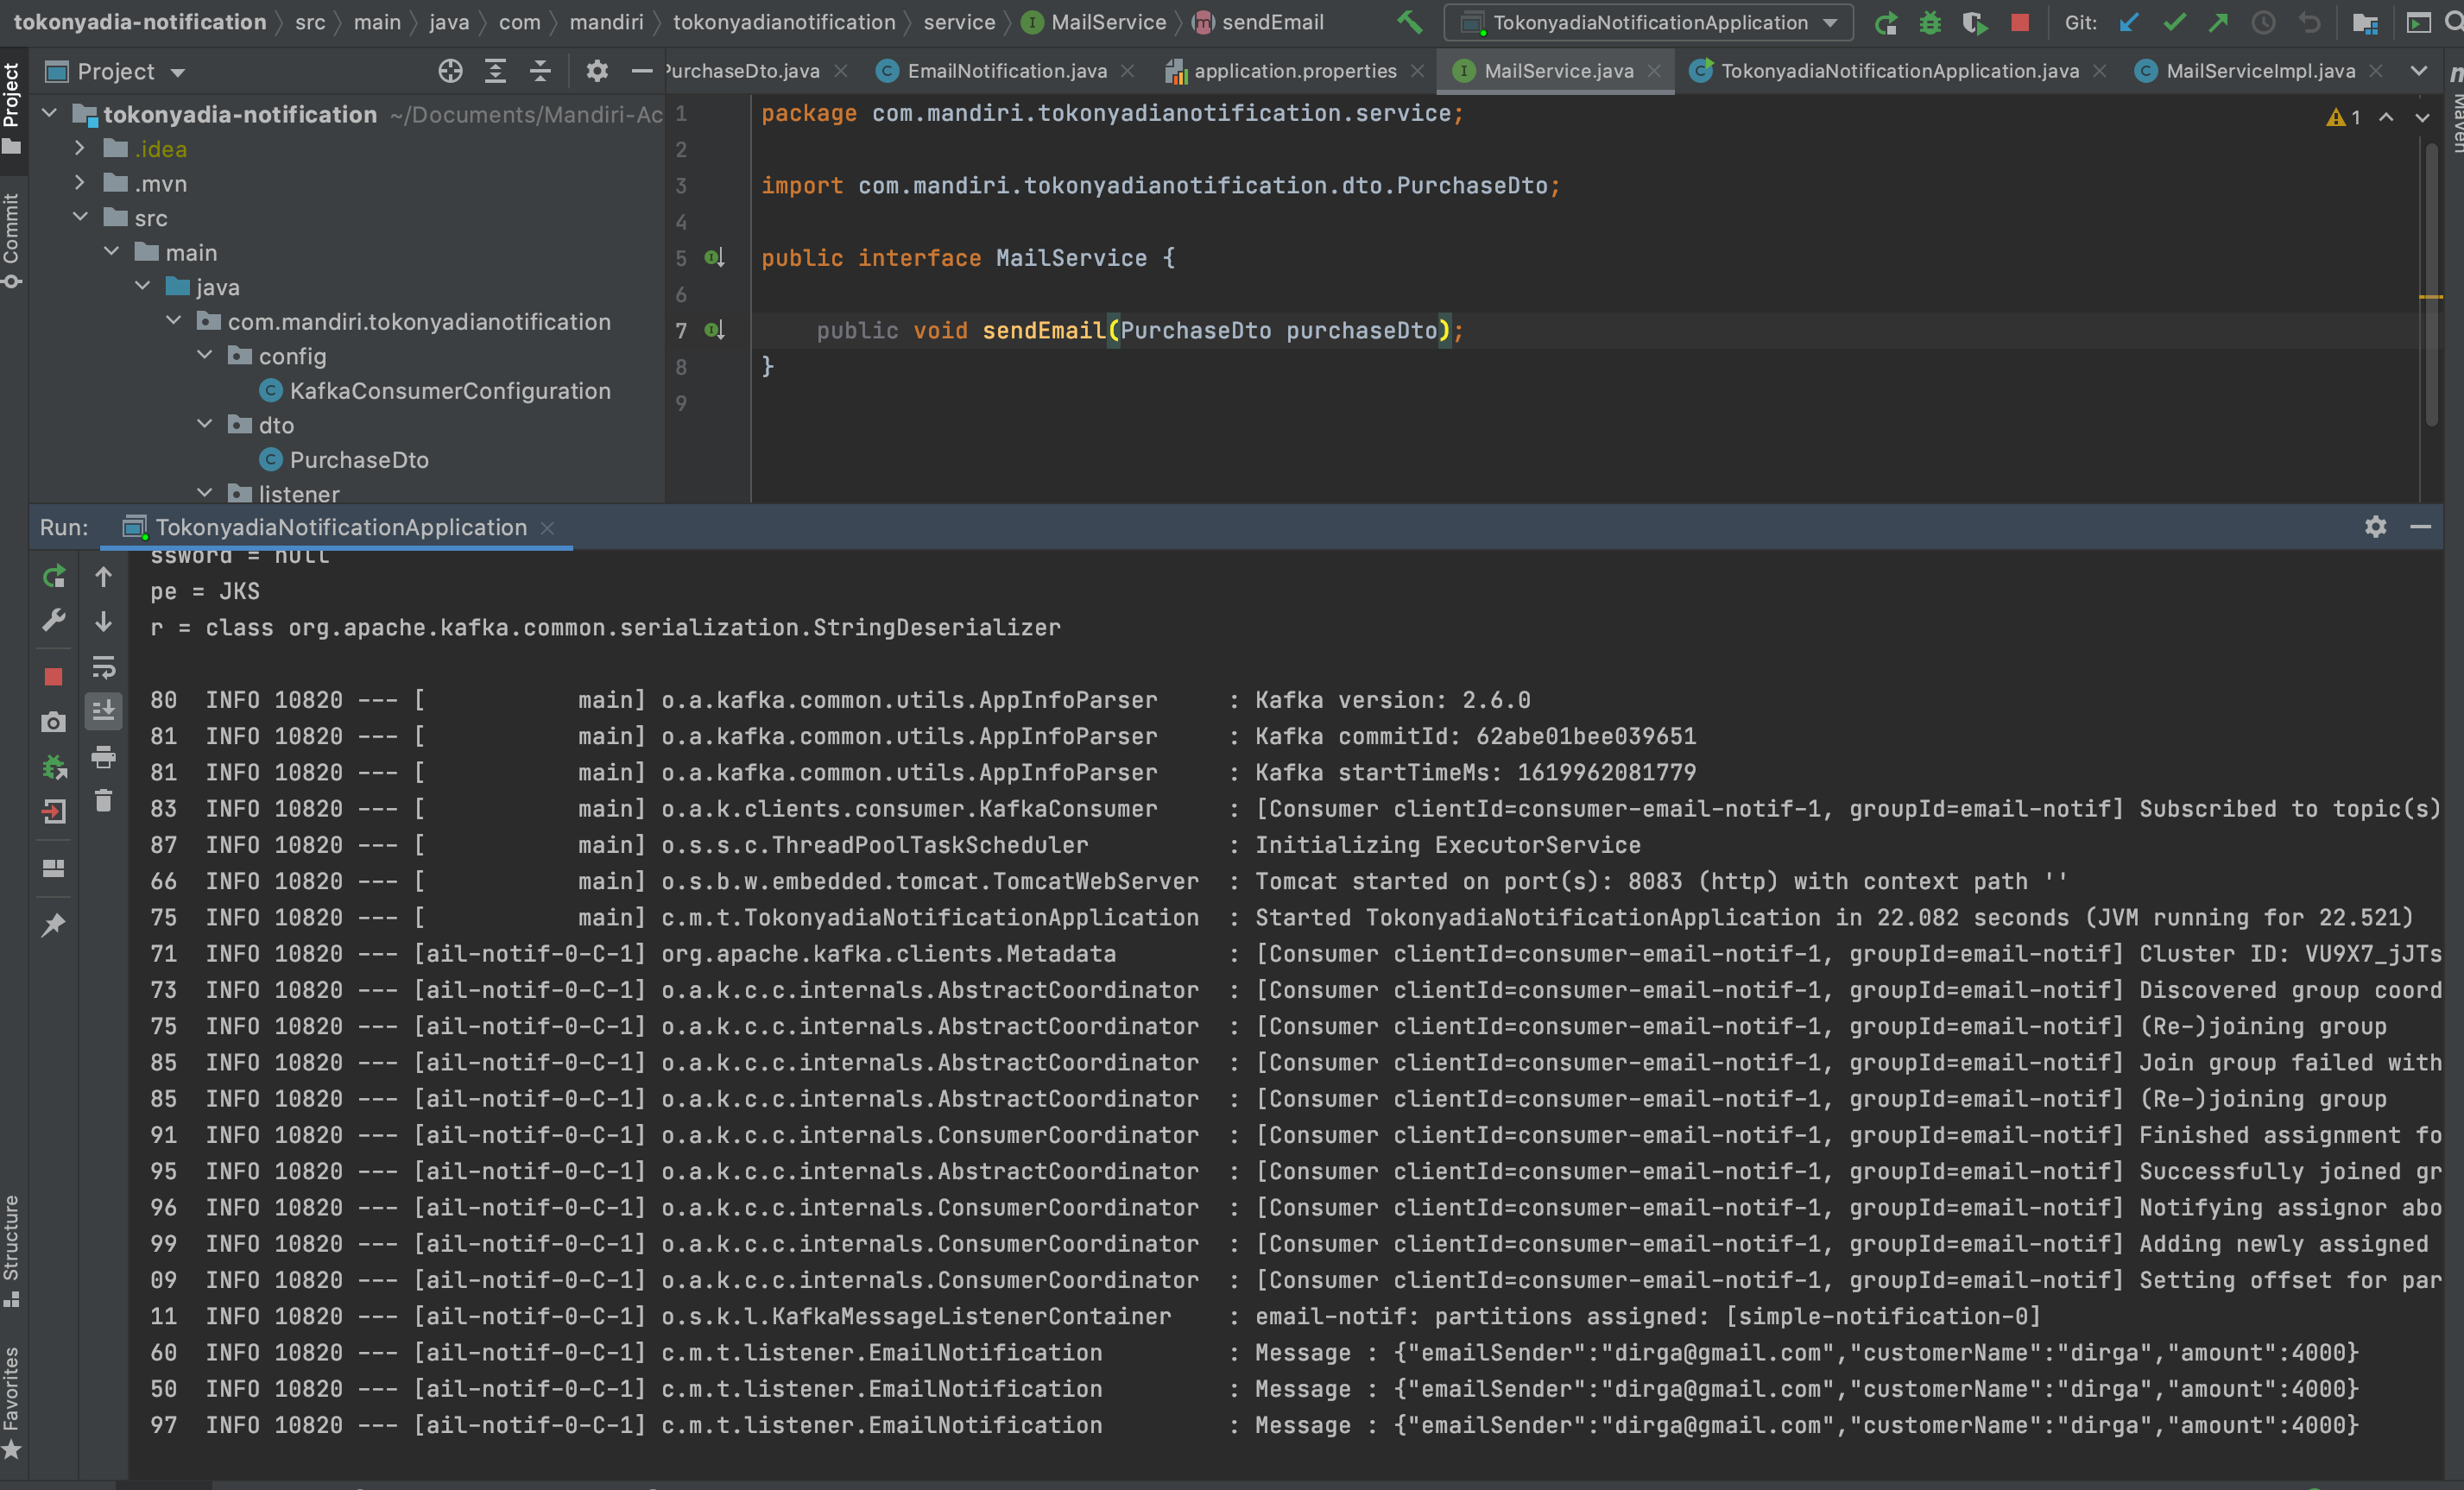 tokonyadia-notification src main java com mandiri tokonyadianotification service MailService sendEmail TokonyadiaNotificationApplication Git:
Project
Project PurchaseDto.java EmailNotification.java application.properties MailService.java TokonyadiaNotificationApplication.java MailServiceImpl.java
Maven
Commit
tokonyadia-notification ~/Documents/Mandiri-Ac
.idea
.mvn
src
main
java
com.mandiri.tokonyadianotification
config
KafkaConsumerConfiguration
dto
PurchaseDto
listener
1 package com.mandiri.tokonyadianotification.service;
2
3 import com.mandiri.tokonyadianotification.dto.PurchaseDto;
4
5 public interface MailService {
6
7 public void sendEmail(PurchaseDto purchaseDto);
8 }
9
1
Run: TokonyadiaNotificationApplication
ssword = null
pe = JKS
r = class org.apache.kafka.common.serialization.StringDeserializer
80 INFO 10820 --- [ main] o.a.kafka.common.utils.AppInfoParser : Kafka version: 2.6.0
81 INFO 10820 --- [ main] o.a.kafka.common.utils.AppInfoParser : Kafka commitId: 62abe01bee039651
81 INFO 10820 --- [ main] o.a.kafka.common.utils.AppInfoParser : Kafka startTimeMs: 1619962081779
83 INFO 10820 --- [ main] o.a.k.clients.consumer.KafkaConsumer : [Consumer clientId=consumer-email-notif-1, groupId=email-notif] Subscribed to topic(s)
87 INFO 10820 --- [ main] o.s.s.c.ThreadPoolTaskScheduler : Initializing ExecutorService
66 INFO 10820 --- [ main] o.s.b.w.embedded.tomcat.TomcatWebServer : Tomcat started on port(s): 8083 (http) with context path ''
75 INFO 10820 --- [ main] c.m.t.TokonyadiaNotificationApplication : Started TokonyadiaNotificationApplication in 22.082 seconds (JVM running for 22.521)
71 INFO 10820 --- [ail-notif-0-C-1] org.apache.kafka.clients.Metadata : [Consumer clientId=consumer-email-notif-1, groupId=email-notif] Cluster ID: VU9X7_jJTs
73 INFO 10820 --- [ail-notif-0-C-1] o.a.k.c.c.internals.AbstractCoordinator : [Consumer clientId=consumer-email-notif-1, groupId=email-notif] Discovered group coord
75 INFO 10820 --- [ail-notif-0-C-1] o.a.k.c.c.internals.AbstractCoordinator : [Consumer clientId=consumer-email-notif-1, groupId=email-notif] (Re-)joining group
85 INFO 10820 --- [ail-notif-0-C-1] o.a.k.c.c.internals.AbstractCoordinator : [Consumer clientId=consumer-email-notif-1, groupId=email-notif] Join group failed with
85 INFO 10820 --- [ail-notif-0-C-1] o.a.k.c.c.internals.AbstractCoordinator : [Consumer clientId=consumer-email-notif-1, groupId=email-notif] (Re-)joining group
91 INFO 10820 --- [ail-notif-0-C-1] o.a.k.c.c.internals.ConsumerCoordinator : [Consumer clientId=consumer-email-notif-1, groupId=email-notif] Finished assignment fo
95 INFO 10820 --- [ail-notif-0-C-1] o.a.k.c.c.internals.AbstractCoordinator : [Consumer clientId=consumer-email-notif-1, groupId=email-notif] Successfully joined gr
96 INFO 10820 --- [ail-notif-0-C-1] o.a.k.c.c.internals.ConsumerCoordinator : [Consumer clientId=consumer-email-notif-1, groupId=email-notif] Notifying assignor abo
99 INFO 10820 --- [ail-notif-0-C-1] o.a.k.c.c.internals.ConsumerCoordinator : [Consumer clientId=consumer-email-notif-1, groupId=email-notif] Adding newly assigned
09 INFO 10820 --- [ail-notif-0-C-1] o.a.k.c.c.internals.ConsumerCoordinator : [Consumer clientId=consumer-email-notif-1, groupId=email-notif] Setting offset for par
11 INFO 10820 --- [ail-notif-0-C-1] o.s.k.l.KafkaMessageListenerContainer : email-notif: partitions assigned: [simple-notification-0]
60 INFO 10820 --- [ail-notif-0-C-1] c.m.t.listener.EmailNotification : Message : {"emailSender":"dirga@gmail.com","customerName":"dirga","amount":4000}
50 INFO 10820 --- [ail-notif-0-C-1] c.m.t.listener.EmailNotification : Message : {"emailSender":"dirga@gmail.com","customerName":"dirga","amount":4000}
97 INFO 10820 --- [ail-notif-0-C-1] c.m.t.listener.EmailNotification : Message : {"emailSender":"dirga@gmail.com","customerName":"dirga","amount":4000}
Structure
Favorites